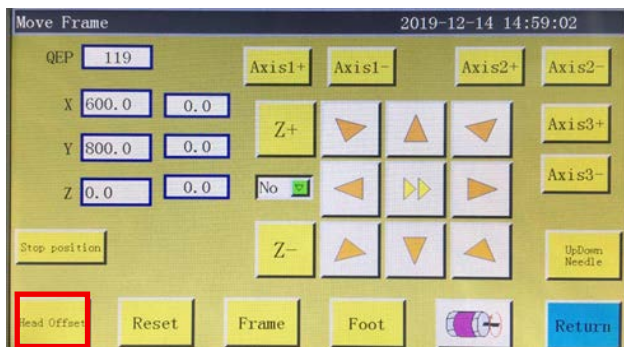 Move Frame 2019-12-14 14:59:02
QEP 119 Axis1+ Axis1- Axis2+ Axis2-
X 600.0 0.0 Z+ Axis3+
Y 800.0 0.0
Z 0.0 0.0 No Axis3-
Stop position Z- UpDown
Needle
Head Offset Reset Frame Foot Return